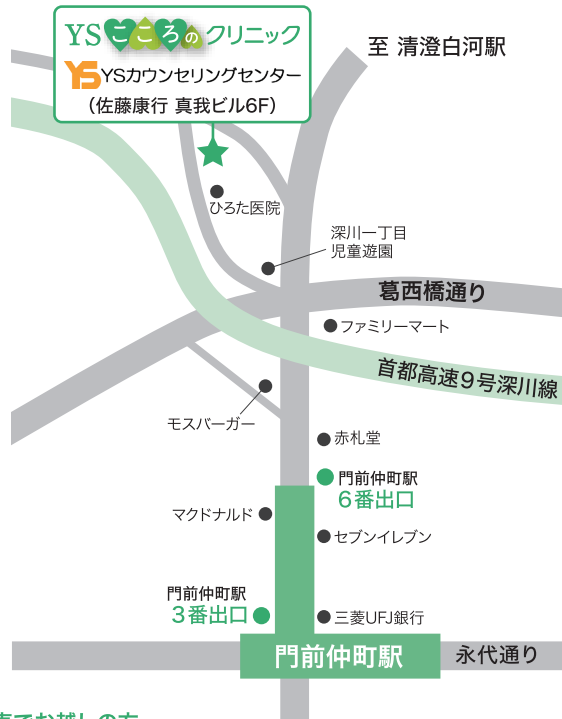 YSこころのクリニック
YSカウンセリングセンター
（佐藤康行 真我ビル6F）
至 清澄白河駅
ひろた医院
深川一丁目
児童遊園
葛西橋通り
ファミリーマート
首都高速9号深川線
モスバーガー
赤札堂
門前仲町駅
6番出口
マクドナルド
セブンイレブン
門前仲町駅
3番出口
三菱UFJ銀行
門前仲町駅
永代通り